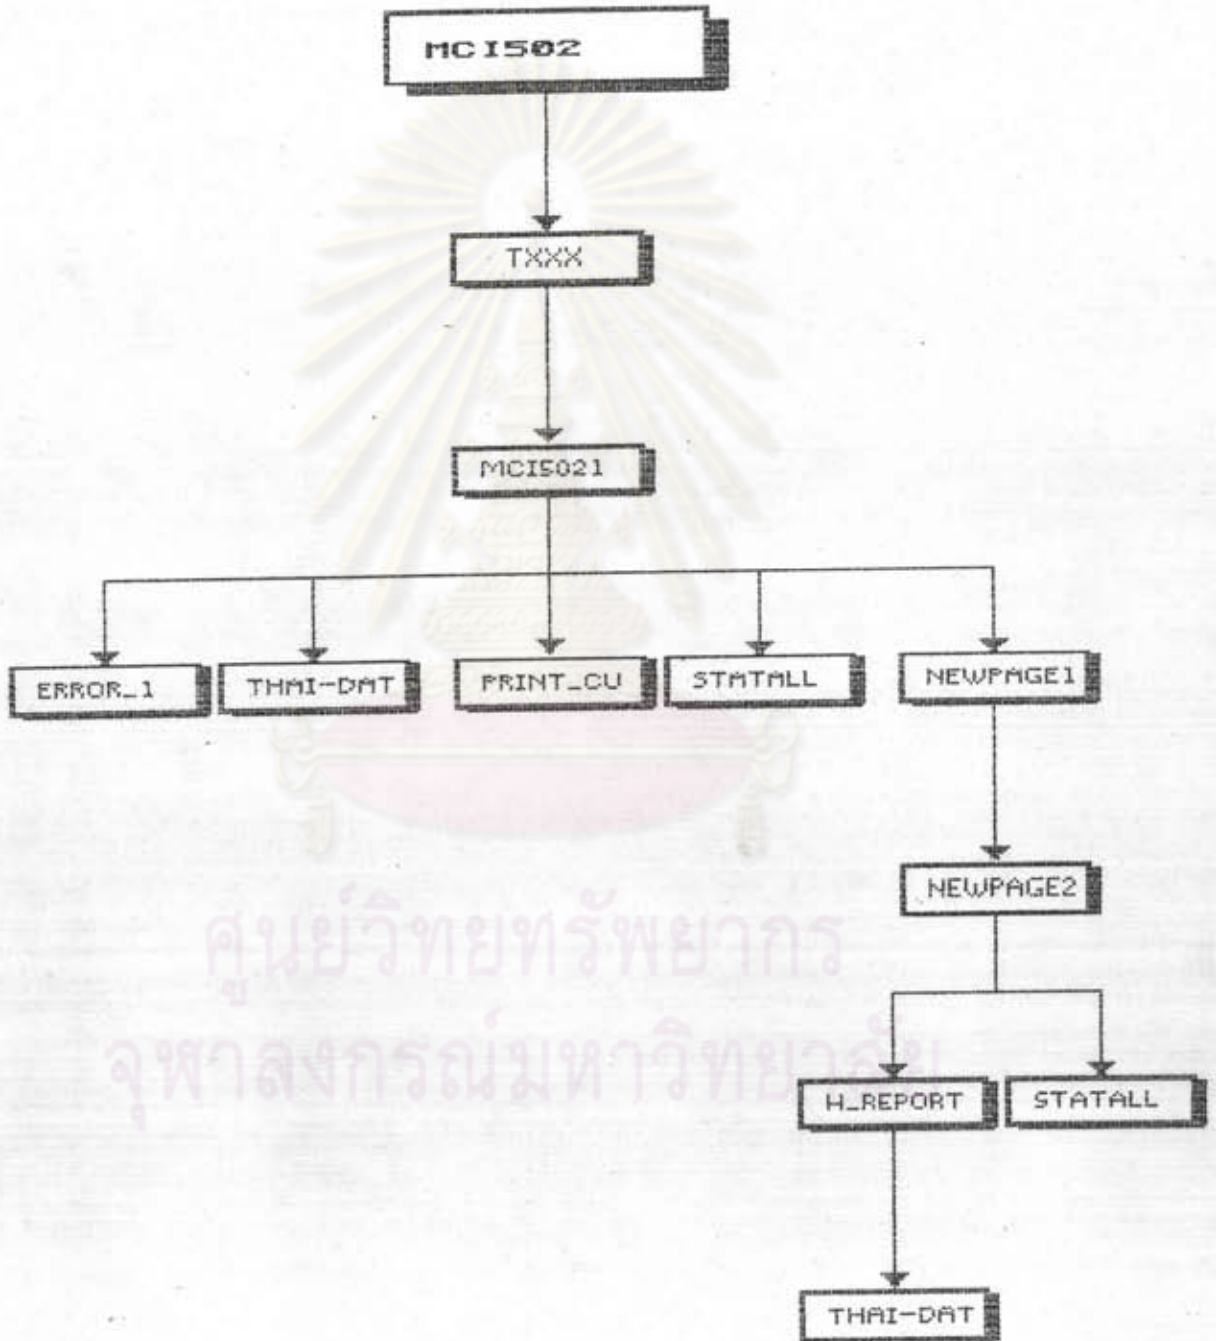 MCI502
TXXX
MCI5021
ERROR_1 THAI-DAT PRINT_CU STATALL NEWPAGE1
NEWPAGE2
ศูนย์วิทยทรัพยากร
จุฬาลงกรณ์มหาวิทยาลัย
H_REPORT STATALL
THAI-DAT